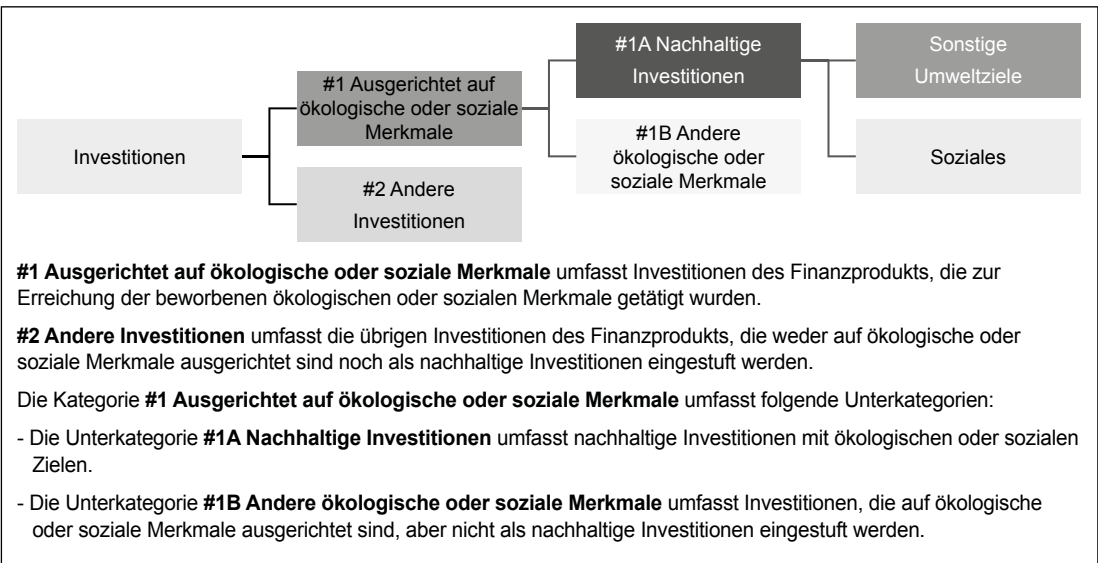 #1A Nachhaltige
Investitionen
Sonstige
Umweltziele
#1 Ausgerichtet auf
ökologische oder soziale
Merkmale
#1B Andere
ökologische oder
soziale Merkmale
Investitionen
Soziales
#2 Andere
Investitionen
#1 Ausgerichtet auf ökologische oder soziale Merkmale umfasst Investitionen des Finanzprodukts, die zur
Erreichung der beworbenen ökologischen oder sozialen Merkmale getätigt wurden.
#2 Andere Investitionen umfasst die übrigen Investitionen des Finanzprodukts, die weder auf ökologische oder
soziale Merkmale ausgerichtet sind noch als nachhaltige Investitionen eingestuft werden.
Die Kategorie #1 Ausgerichtet auf ökologische oder soziale Merkmale umfasst folgende Unterkategorien:
- Die Unterkategorie #1A Nachhaltige Investitionen umfasst nachhaltige Investitionen mit ökologischen oder sozialen
Zielen.
- Die Unterkategorie #1B Andere ökologische oder soziale Merkmale umfasst Investitionen, die auf ökologische
oder soziale Merkmale ausgerichtet sind, aber nicht als nachhaltige Investitionen eingestuft werden.